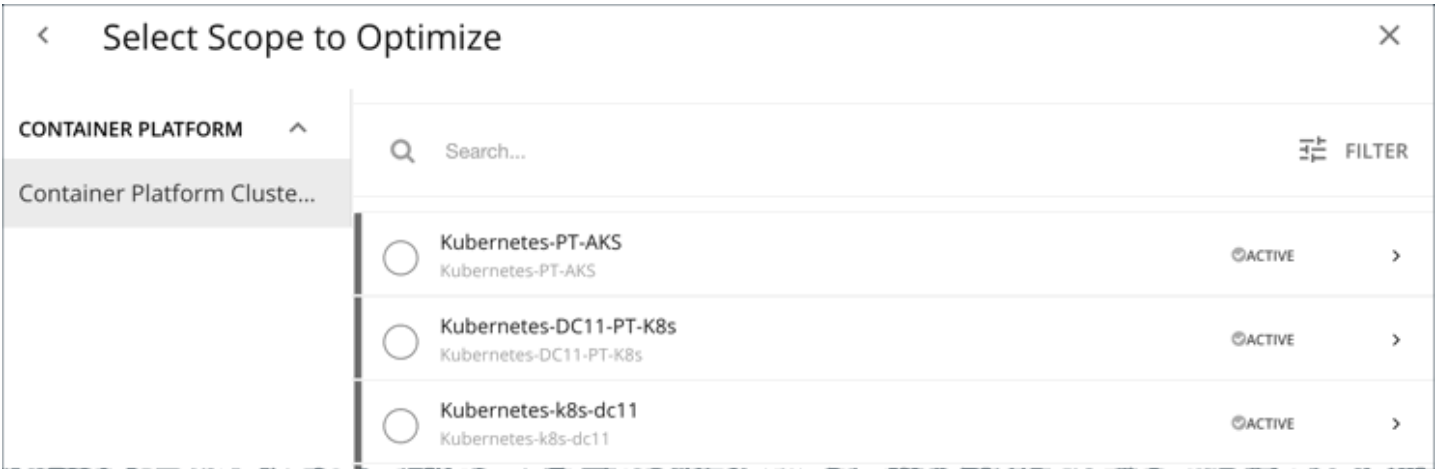 Select Scope to Optimize
CONTAINER PLATFORM
Container Platform Cluste...
Search...
FILTER
Kubernetes-PT-AKS
Kubernetes-PT-AKS
ACTIVE
Kubernetes-DC11-PT-K8s
Kubernetes-DC11-PT-K8s
ACTIVE
Kubernetes-k8s-dc11
Kubernetes-k8s-dc11
ACTIVE